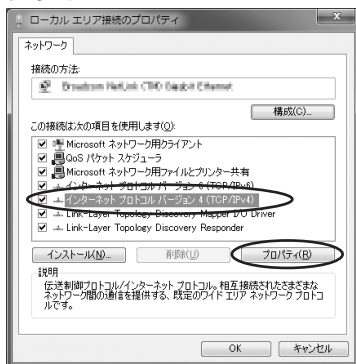 ローカル エリア接続のプロパティ
ネットワーク
接続の方法:
構成(C)...
この接続は次の項目を使用します(O):
Microsoft ネットワーク用クライアント
QoS パケット スケジューラ
Microsoft ネットワーク用ファイルとプリンター共有
インターネット プロトコル バージョン 6 (TCP/IPv6)
インターネット プロトコル バージョン 4 (TCP/IPv4)
Link-Layer Topology Discovery Mapper I/O Driver
Link-Layer Topology Discovery Responder
インストール(N)...
削除(U)
プロパティ(R)
説明
伝送制御プロトコル/インターネット プロトコル。相互接続されたさまざまな
ネットワーク間の通信を提供する、既定のワイド エリア ネットワーク プロトコ
ルです。
OK
キャンセル